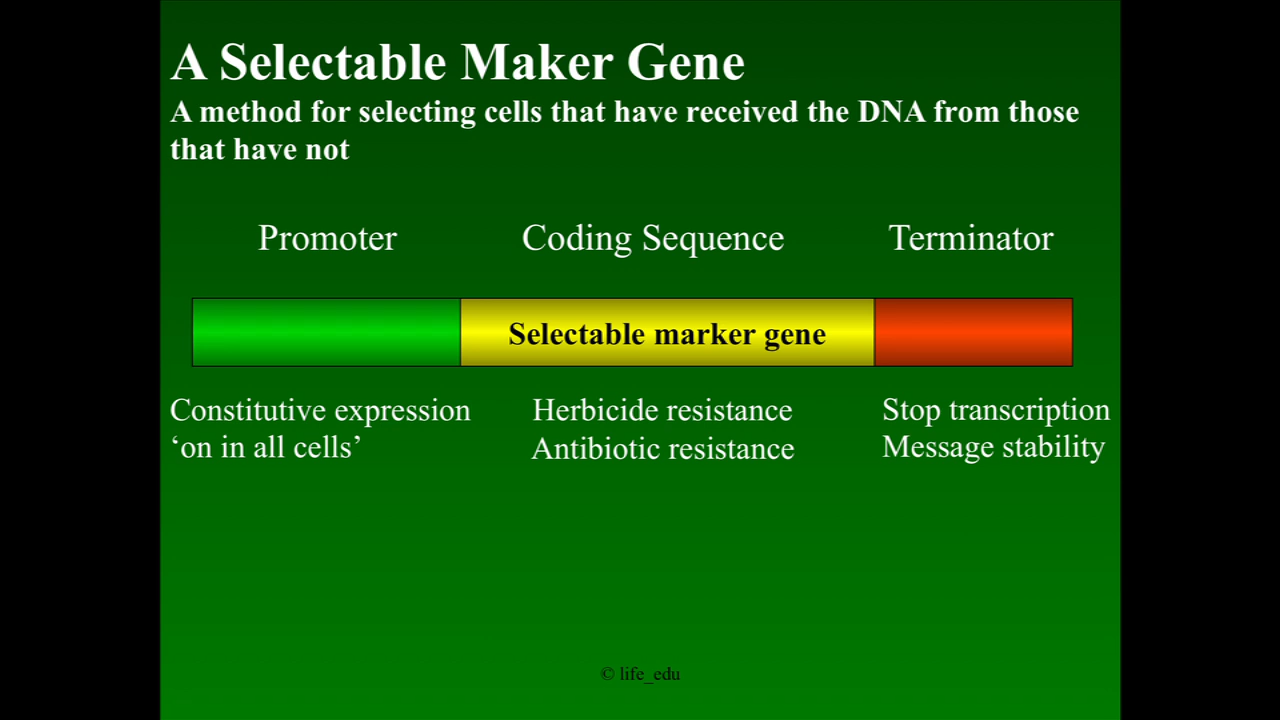 A Selectable Maker Gene
A method for selecting cells that have received the DNA from those
that have not
Promoter
Coding Sequence
Terminator
Selectable marker gene
Constitutive expression
‘on in all cells’
Herbicide resistance
Antibiotic resistance
Stop transcription
Message stability
© life_edu